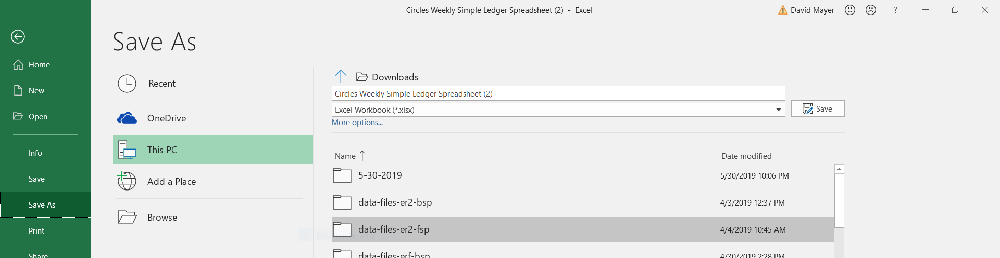 Circles Weekly Simple Ledger Spreadsheet (2) - Excel
David Mayer
?
Save As
Home
New
Open
Info
Save
Save As
Print
Share
Recent
OneDrive
This PC
Add a Place
Browse
Downloads
Circles Weekly Simple Ledger Spreadsheet (2)
Excel Workbook (*.xlsx)
Save
More options...
Name Date modified
5-30-2019 5/30/2019 10:06 PM
data-files-er2-bsp 4/3/2019 12:37 PM
data-files-er2-fsp 4/4/2019 10:45 AM
Rectangular Snip
data-files-erf-bsp 4/30/2019 2:28 PM